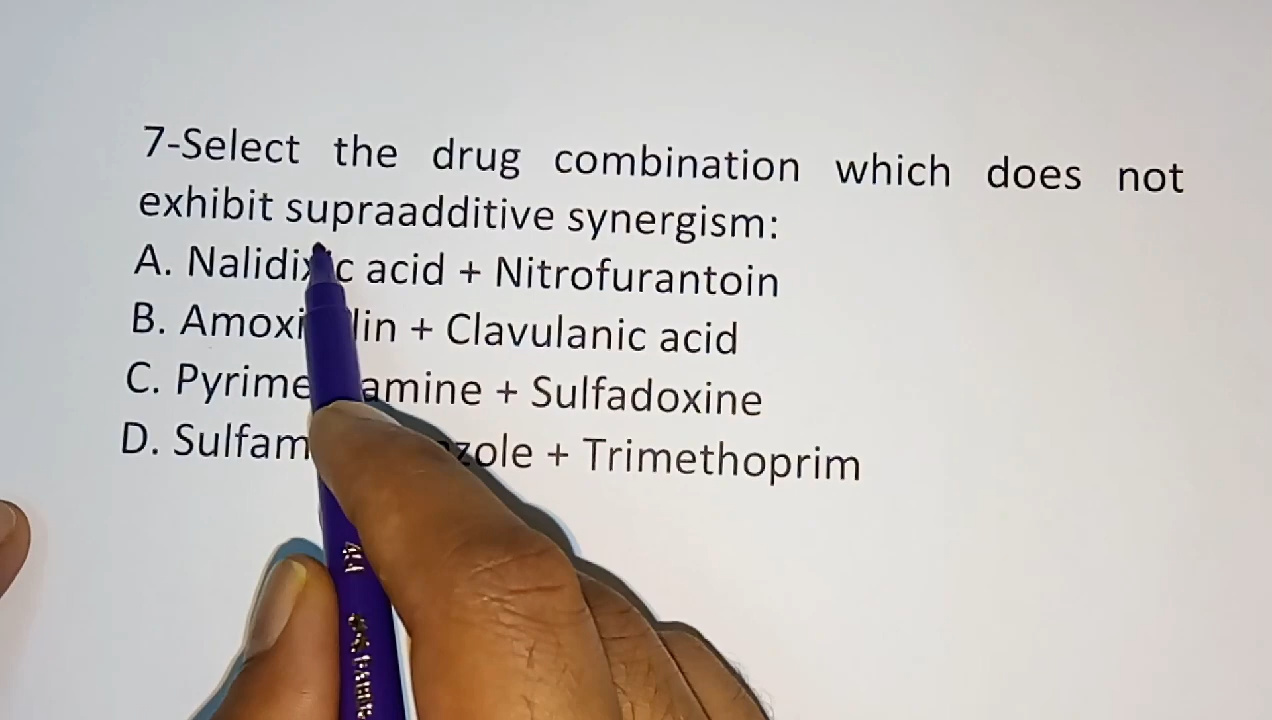 7-Select the drug combination which does not
exhibit supraadditive synergism:
A. acid + Nitrofurantoin
B. + Clavulanic acid
C. + Sulfadoxine
D. + Trimethoprim